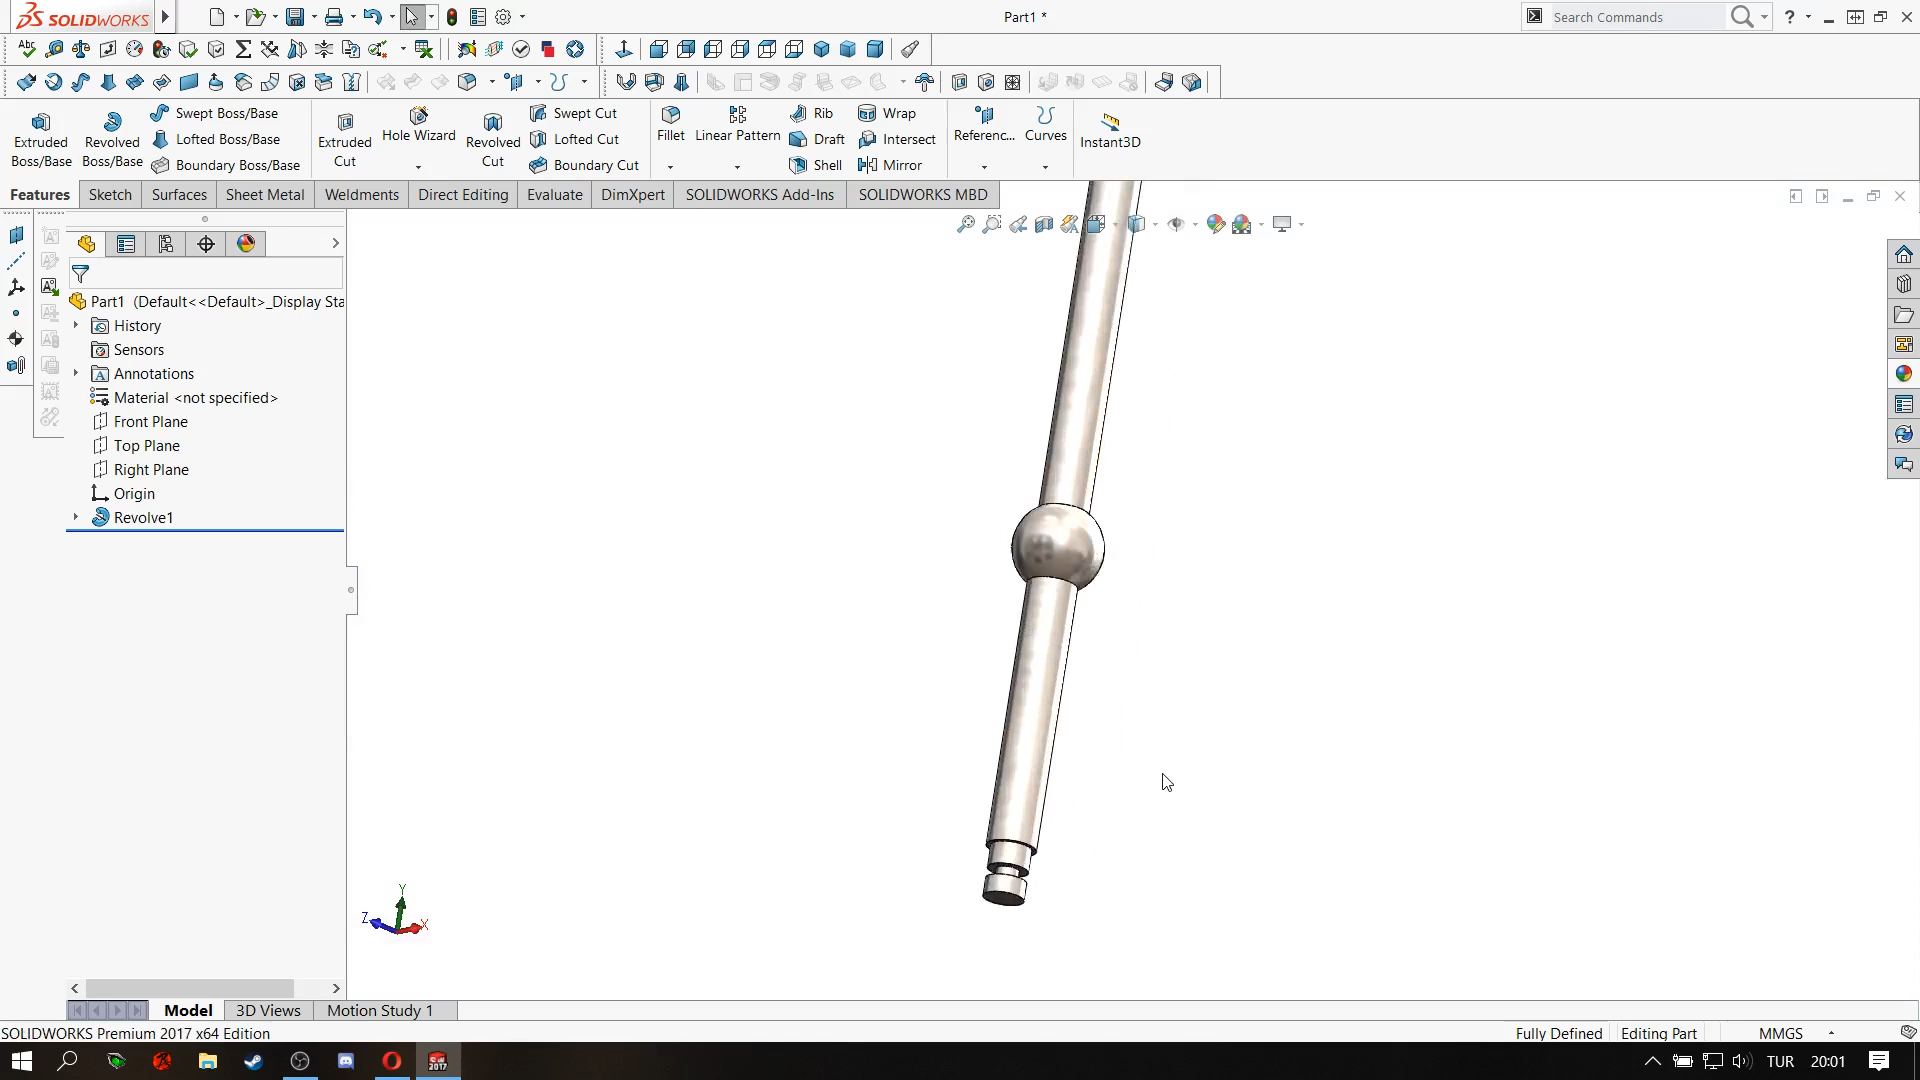 SOLIDWORKS
Part1 *
Search Commands
Extruded Boss/Base
Revolved Boss/Base
Swept Boss/Base
Lofted Boss/Base
Boundary Boss/Base
Extruded Cut
Hole Wizard
Revolved Cut
Swept Cut
Lofted Cut
Boundary Cut
Fillet
Linear Pattern
Rib
Draft
Shell
Wrap
Intersect
Mirror
Referenc...
Curves
Instant3D
Features
Sketch
Surfaces
Sheet Metal
Weldments
Direct Editing
Evaluate
DimXpert
SOLIDWORKS Add-Ins
SOLIDWORKS MBD
Part1 (Default<<Default>_Display Sta
History
Sensors
Annotations
Material <not specified>
Front Plane
Top Plane
Right Plane
Origin
Revolve1
Y
Z
X
Model
3D Views
Motion Study 1
SOLIDWORKS Premium 2017 x64 Edition
Fully Defined
Editing Part
MMGS
SW 2017
TUR
20:01